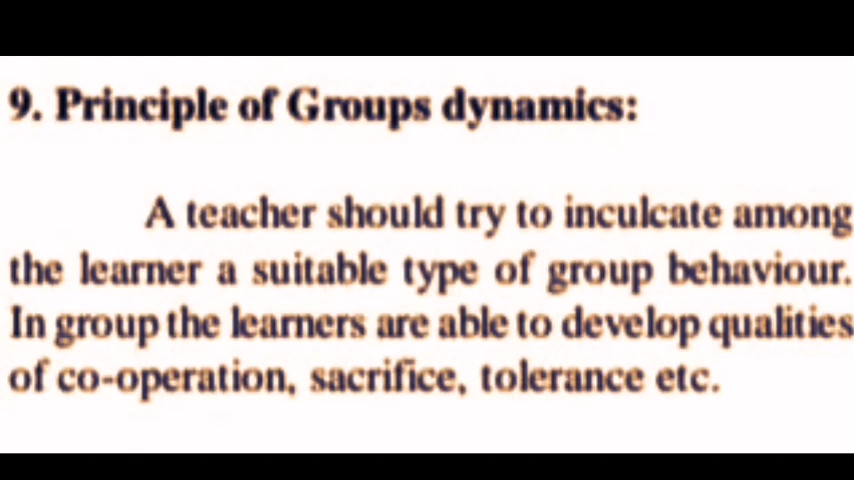 9. Principle of Groups dynamics:
A teacher should try to inculcate among
the learner a suitable type of group behaviour.
In group the learners are able to develop qualities
of co-operation, sacrifice, tolerance etc.